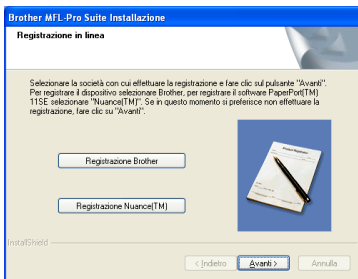 Brother MFL-Pro Suite Installazione
Registrazione in linea
Selezionare la società con cui effettuare la registrazione e fare clic sul pulsante "Avanti".
Per registrare il dispositivo selezionare Brother, per registrare il software PaperPort(TM)
11SE selezionare "Nuance(TM)". Se in questo momento si preferisce non effettuare la
registrazione, fare clic su "Avanti".
Registrazione Brother
Registrazione Nuance(TM)
InstallShield
< Indietro Avanti > Annulla